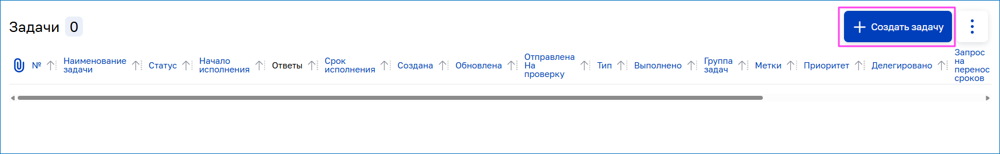 Задачи 0
Создать задачу
№
Наименование
задачи
Статус
Начало
исполнения
Ответы
Срок
исполнения
Создана
Обновлена
Отправлена
На
проверку
Тип
Выполнено
Группа
задач
Метки
Приоритет
Делегировано
Запрос
на
перенос
сроков